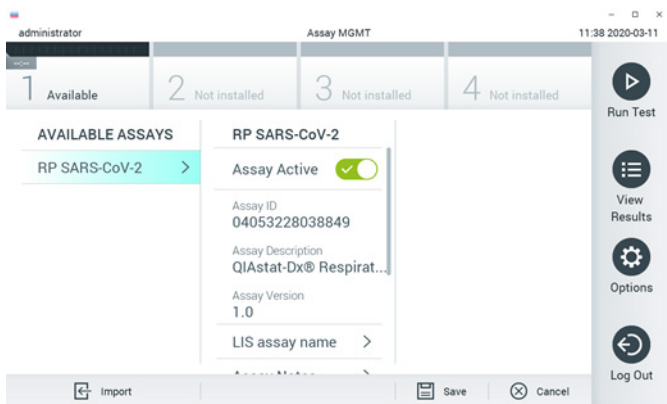 administrator
Assay MGMT
11:38 2020-03-11
1 Available
2 Not installed
3 Not installed
4 Not installed
Run Test
AVAILABLE ASSAYS
RP SARS-CoV-2
RP SARS-CoV-2
Assay Active
Assay ID
04053228038849
Assay Description
QIAstat-Dx® Respirat...
Assay Version
1.0
LIS assay name
Assay Notes
View
Results
Options
Log Out
Import
Save
Cancel